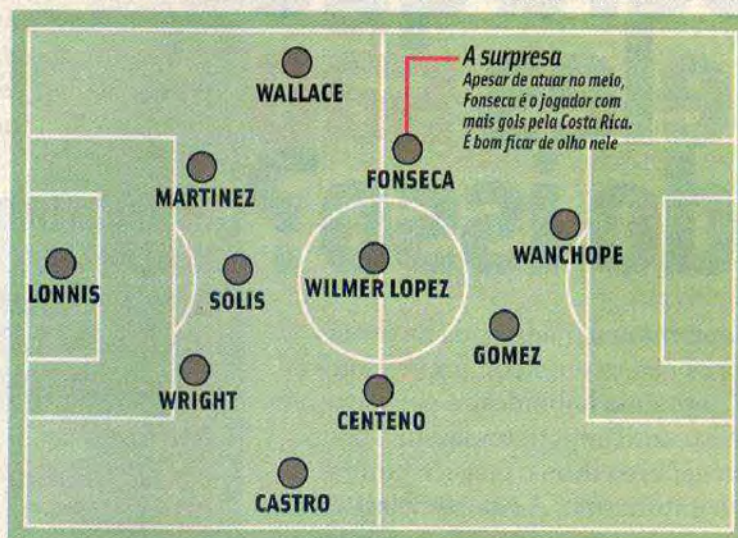 WALLACE
A surpresa
Apesar de atuar no meio,
Fonseca é o jogador com
mais gols pela Costa Rica.
É bom ficar de olho nele
MARTINEZ
FONSECA
WANCHOPE
LONNIS
SOLIS
WILMER LOPEZ
GOMEZ
WRIGHT
CENTENO
CASTRO